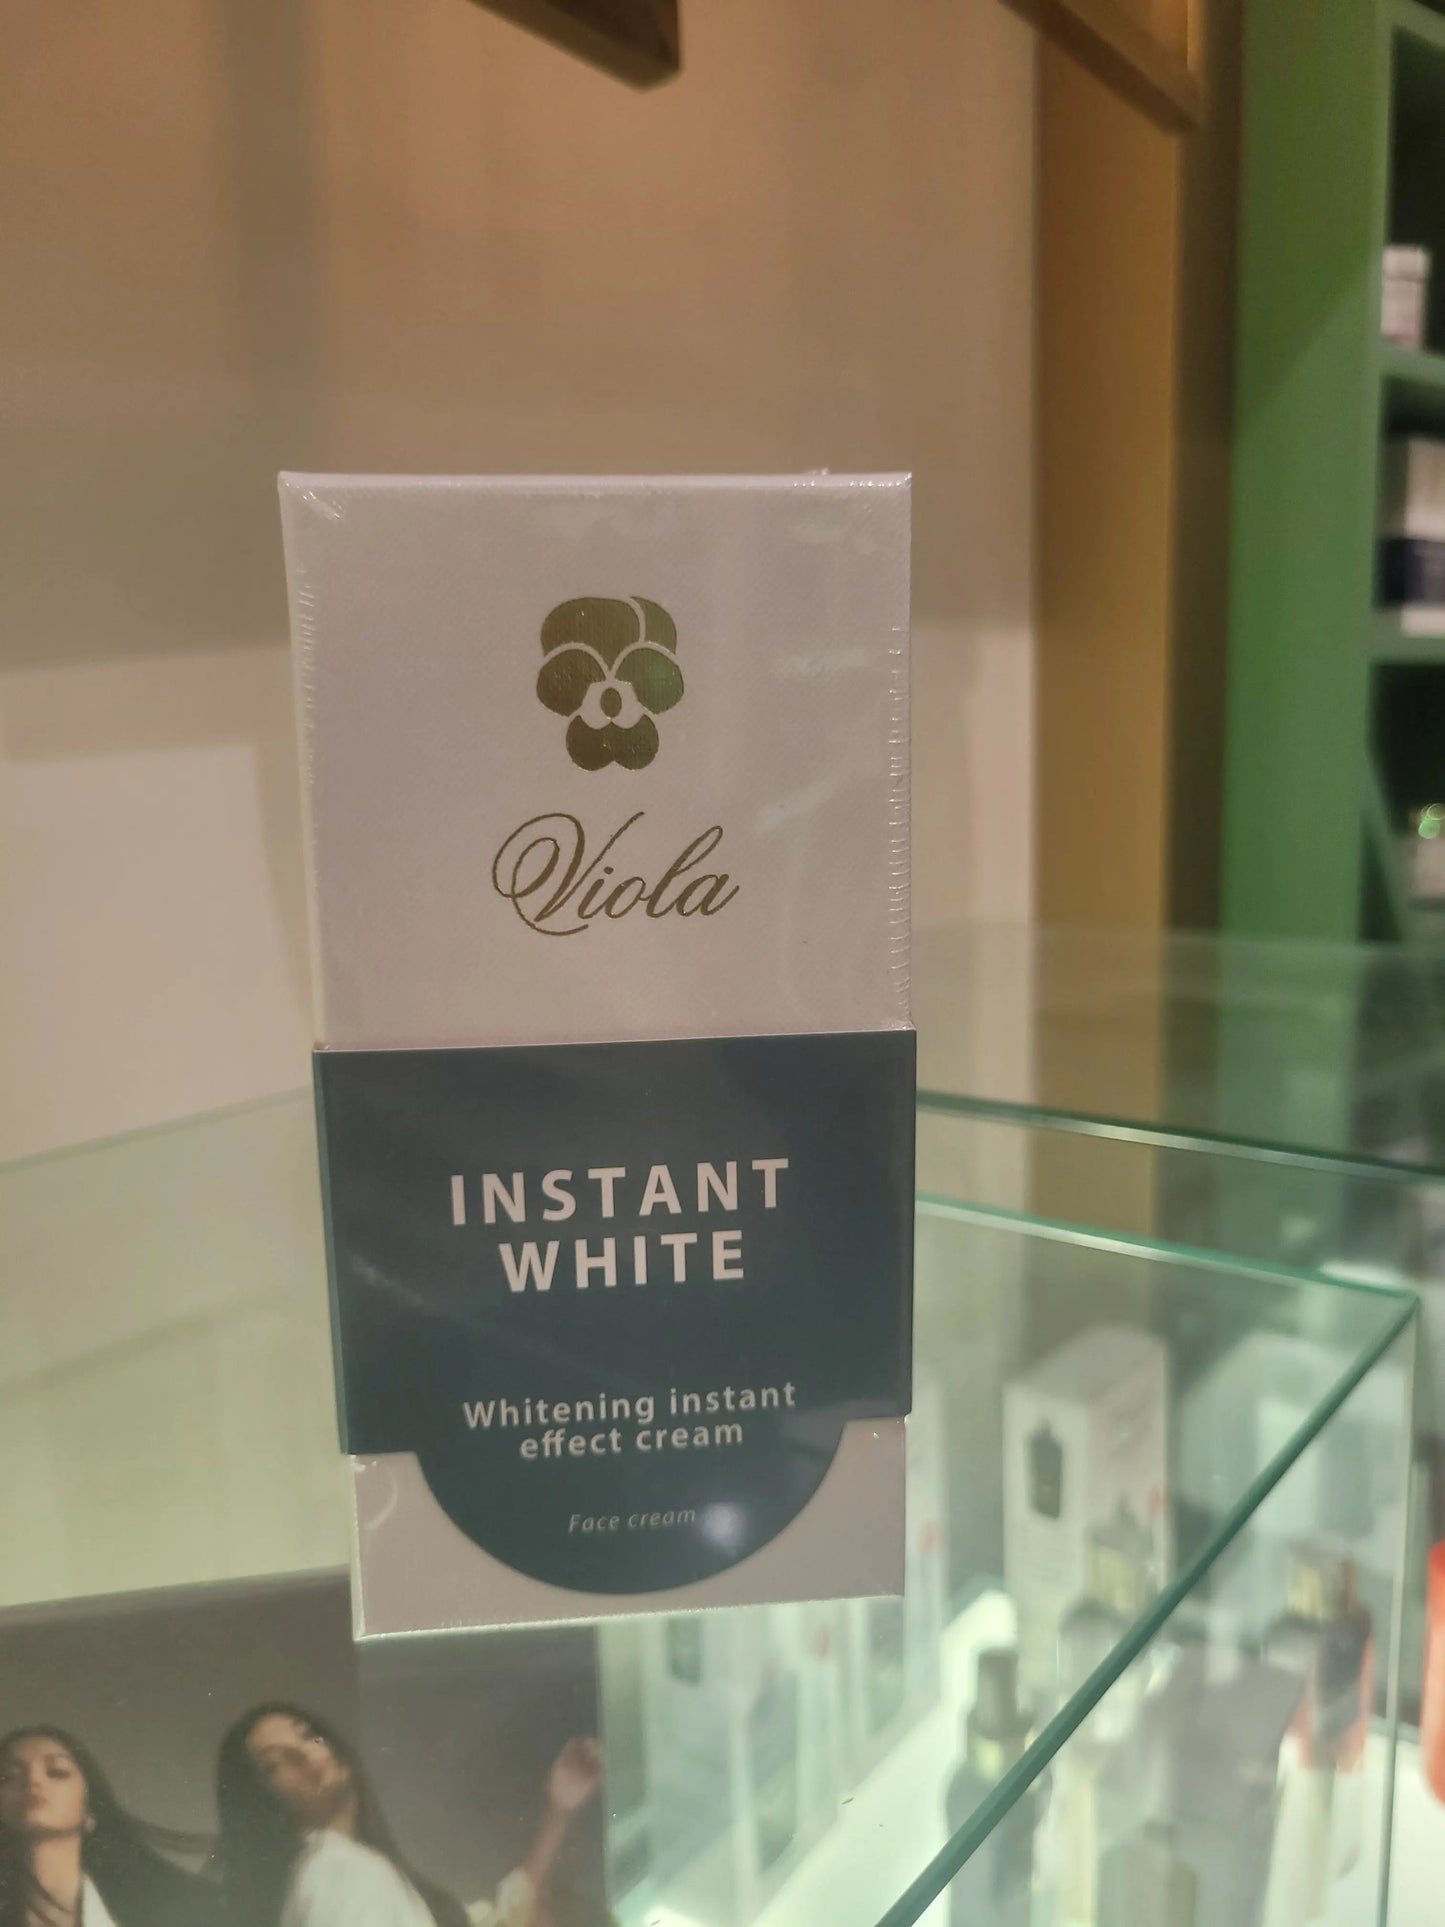 Viola
INSTANT
WHITE
Whitening instant
effect cream
Face cream